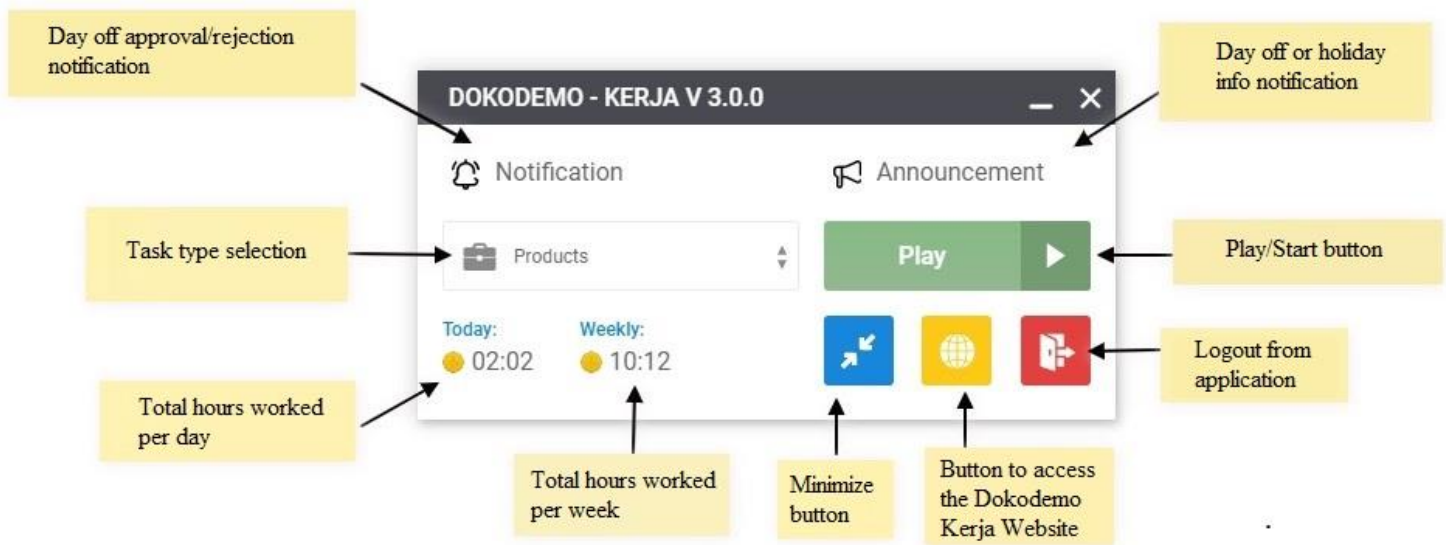 Day off approval/rejection
notification
Day off or holiday
info notification
DOKODEMO - KERJA V 3.0.0
Notification
Announcement
Task type selection
Products
Play
Play/Start button
Today:
Weekly:
02:02
10:12
Logout from
application
Total hours worked
per day
Total hours worked
per week
Minimize
button
Button to access
the Dokodemo
Kerja Website
.